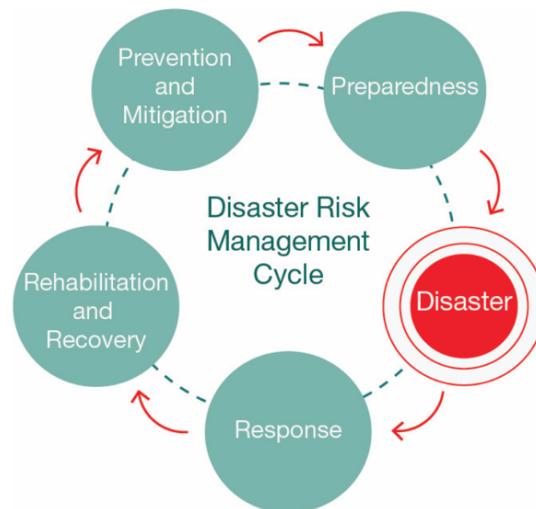 Prevention
and
Mitigation
Preparedness
Disaster Risk
Management
Cycle
Disaster
Rehabilitation
and
Recovery
Response